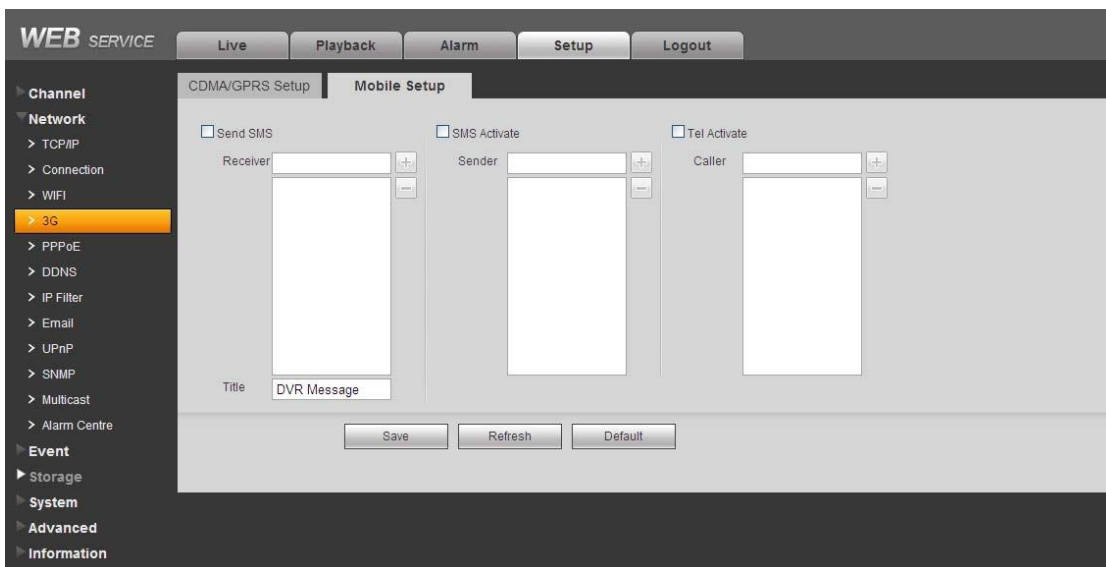 WEB SERVICE
Live
Playback
Alarm
Setup
Logout
Channel
Network
> TCP/IP
> Connection
> WIFI
> 3G
> PPPoE
> DDNS
> IP Filter
> Email
> UPnP
> SNMP
> Multicast
> Alarm Centre
Event
Storage
System
Advanced
Information
CDMA/GPRS Setup
Mobile Setup
Send SMS
Receiver
+
−
Title
DVR Message
SMS Activate
Sender
+
−
Tel Activate
Caller
+
−
Save
Refresh
Default